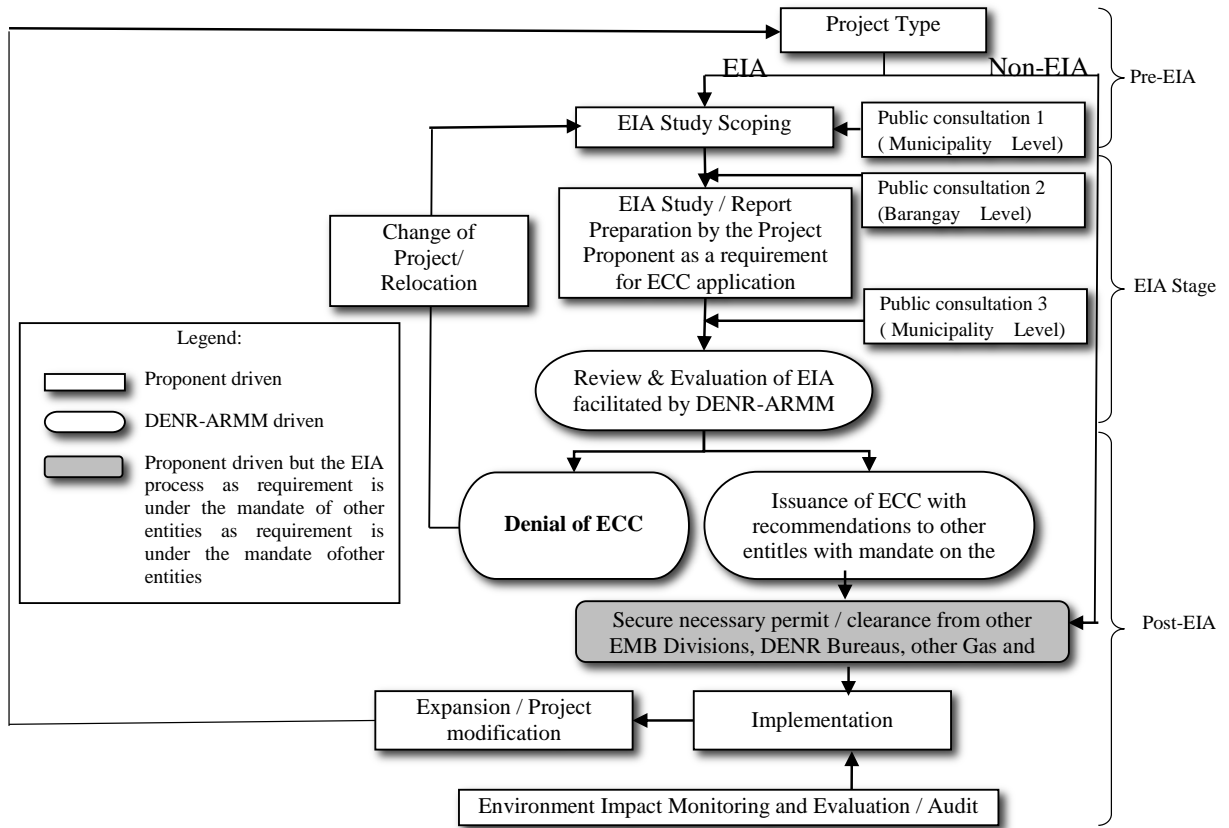 Project Type
EIA
Non-EIA
Pre-EIA
EIA Study Scoping
Public consultation 1
( Municipality Level)
Public consultation 2
(Barangay Level)
EIA Study / Report
Preparation by the Project
Proponent as a requirement
for ECC application
Change of
Project/
Relocation
EIA Stage
Public consultation 3
( Municipality Level)
Legend:
Proponent driven
DENR-ARMM driven
Proponent driven but the EIA
process as requirement is
under the mandate of other
entities as requirement is
under the mandate ofother
entities
Review & Evaluation of EIA
facilitated by DENR-ARMM
Denial of ECC
Issuance of ECC with
recommendations to other
entitles with mandate on the
Secure necessary permit / clearance from other
EMB Divisions, DENR Bureaus, other Gas and
Post-EIA
Expansion / Project
modification
Implementation
Environment Impact Monitoring and Evaluation / Audit